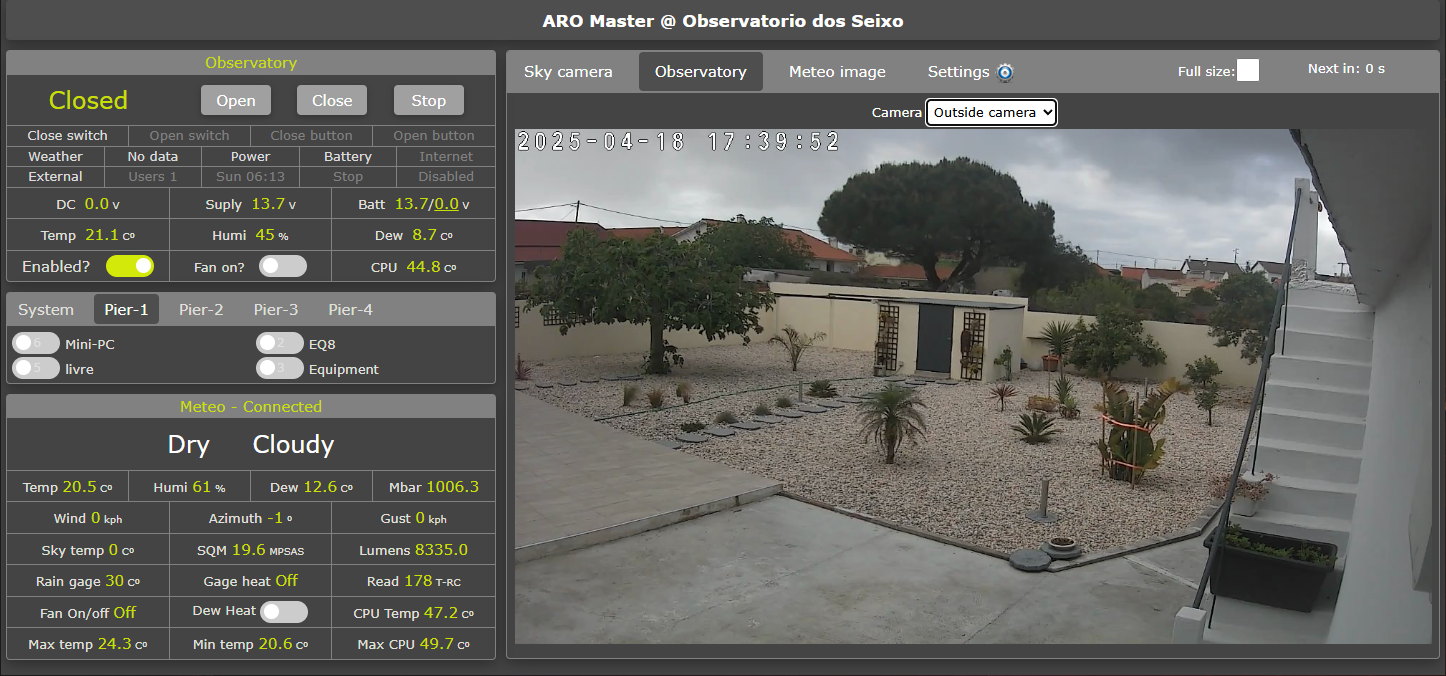 ARO Master @ Observatorio dos Seixo
Observatory
Closed Open Close Stop
Close switch Open switch Close button Open button
Weather No data Power Battery Internet
External Users 1 Sun 06:13 Stop Disabled
DC 0.0 v Suply 13.7 v Batt 13.7/0.0 v
Temp 21.1 Cº Humi 45 % Dew 8.7 Cº
Enabled? Fan on? CPU 44.8 Cº
System Pier-1 Pier-2 Pier-3 Pier-4
6 Mini-PC 2 EQ8
5 livre 3 Equipment
Meteo - Connected
Dry Cloudy
Temp 20.5 Cº Humi 61 % Dew 12.6 Cº Mbar 1006.3
Wind 0 kph Azimuth -1 º Gust 0 kph
Sky temp 0 Cº SQM 19.6 MPSAS Lumens 8335.0
Rain gage 30 Cº Gage heat Off Read 178 T-RC
Fan On/off Off Dew Heat CPU Temp 47.2 Cº
Max temp 24.3 Cº Min temp 20.6 Cº Max CPU 49.7 Cº
Sky camera Observatory Meteo image Settings Full size: Next in: 0 s
Camera Outside camera
2025-04-18 17:39:52